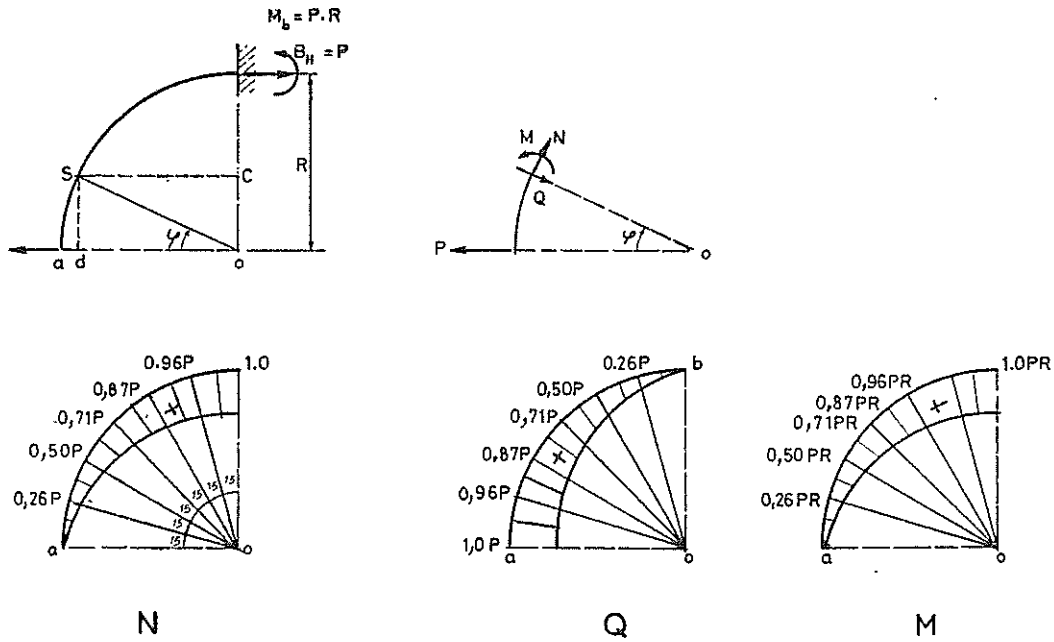 M_b = P.R
B_H = P
R
S
C
φ
a
d
o
M
N
Q
P
φ
o
0.96P
1.0
0,87P
0,71P
0,50P
0,26P
+
15
15
15
15
15
15
a
o
N
0.26P
b
0,50P
0,71P
0,87P
0,96P
1,0 P
+
a
o
Q
1.0PR
0,96PR
0,87PR
0,71PR
0,50 PR
0,26PR
+
a
o
M